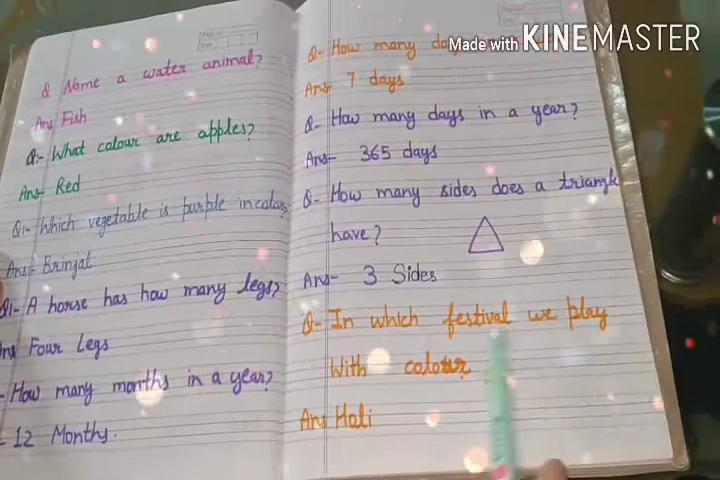 Q Name a water animal?
Ans Fish
Q:- What colour are apples?
Ans- Red
Q:- Which vegetable is purple in colour
Ans:- Brinjal
Q:- A horse has how many legs?
Ans Four Legs
- How many months in a year?
- 12 Months.
Q- How many
Made with KINEMASTER
Ans- 7 days
Q- How many days in a year?
Ans- 365 days
Q- How many sides does a triangle
have?
Ans- 3 Sides
Q- In which festival we play
With colour
Ans Holi